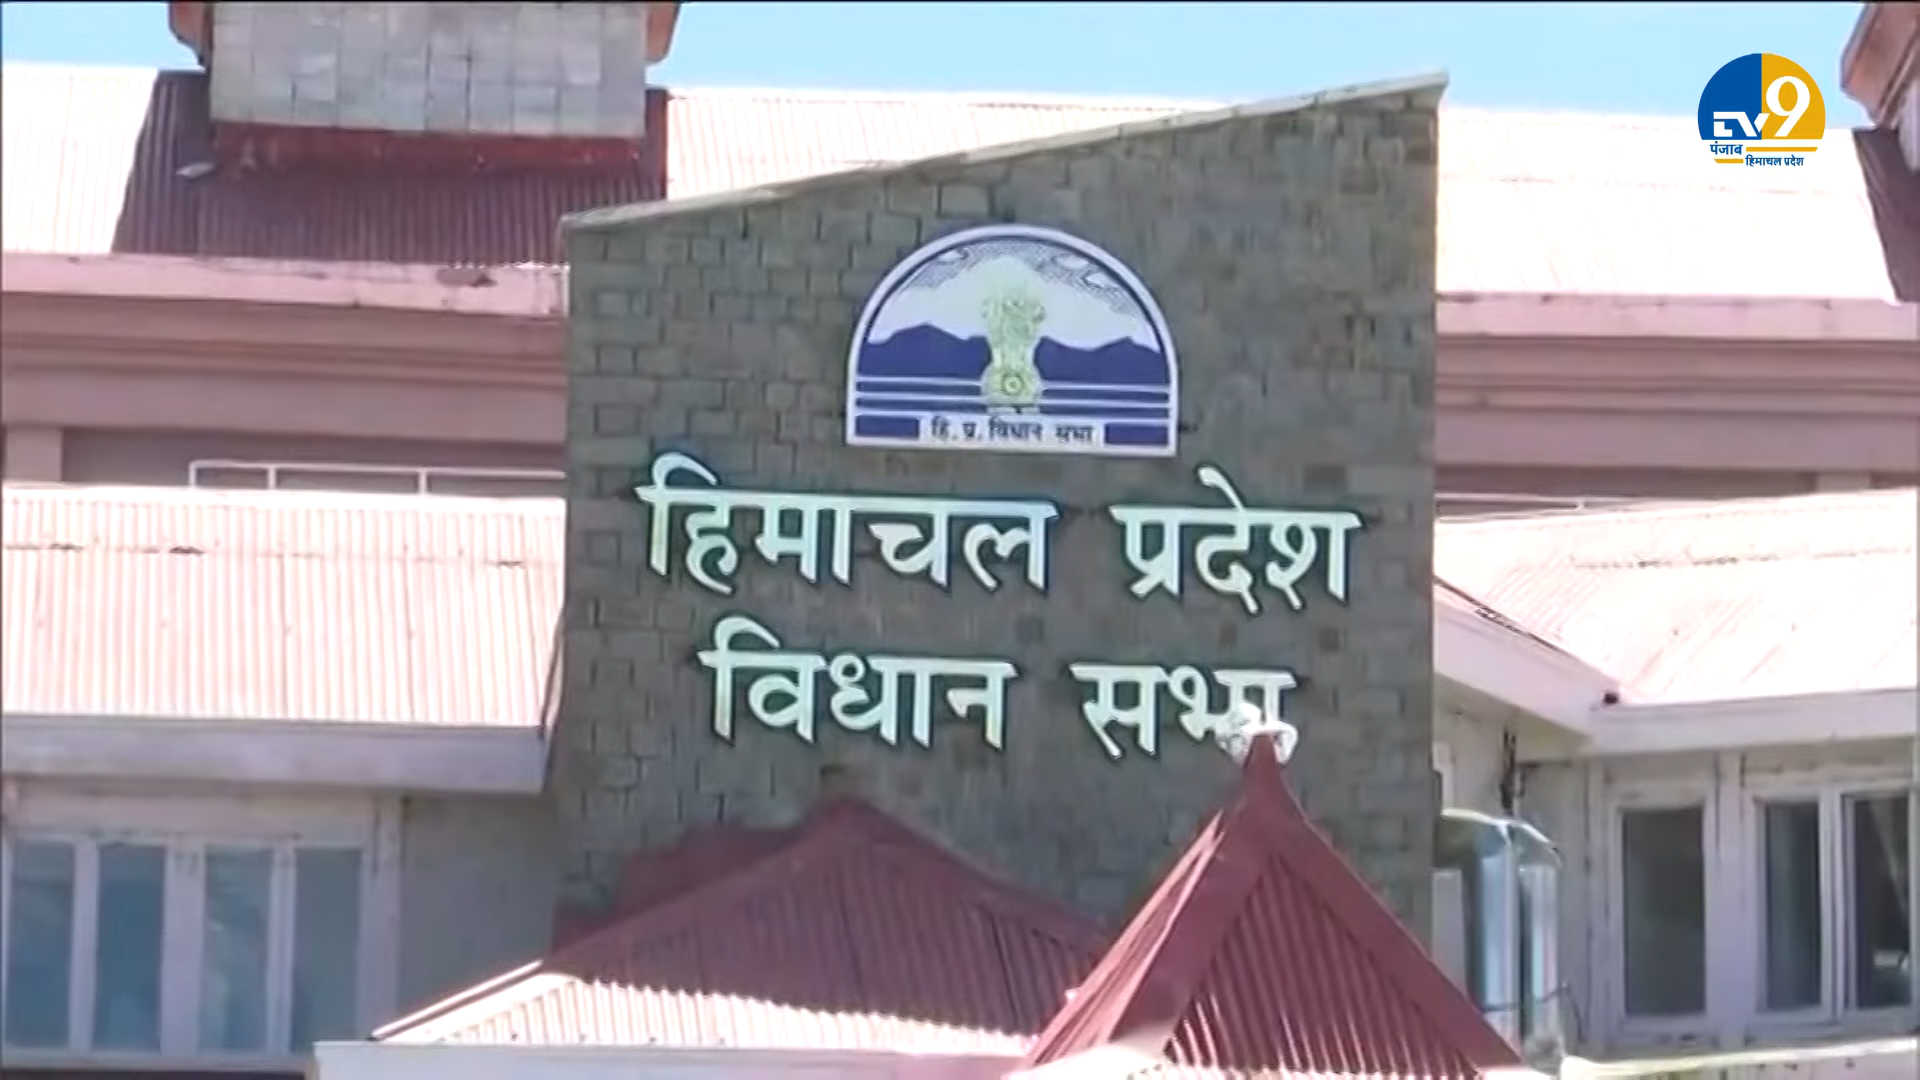 TV9
पंजाब
हिमाचल प्रदेश
हि. प्र. विधान सभा
हिमाचल प्रदेश
विधान सभा